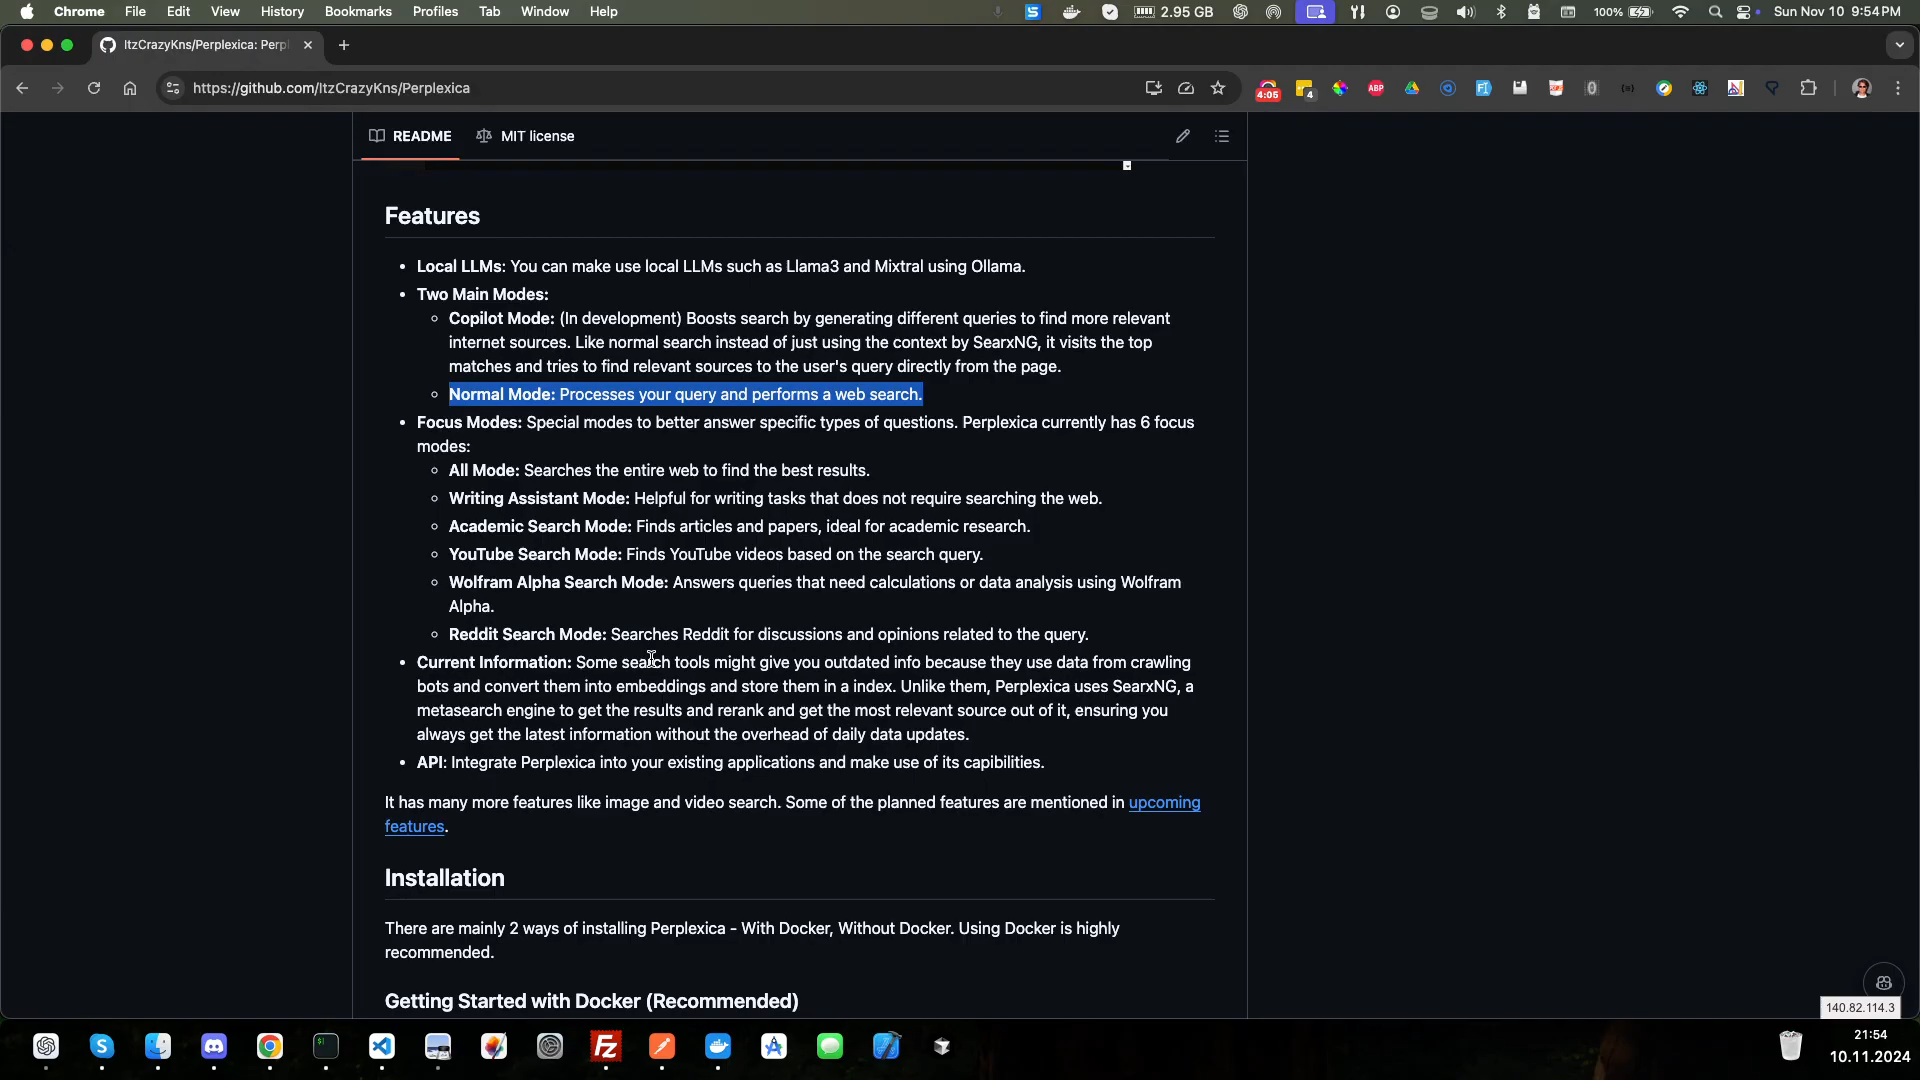 Chrome File Edit View History Bookmarks Profiles Tab Window Help 2.95 GB 100% Sun Nov 10 9:54 PM
ItzCrazyKns/Perplexica: Perpl
https://github.com/ItzCrazyKns/Perplexica
4:05
4
ABP
README MIT license
Features
Local LLMs: You can make use local LLMs such as Llama3 and Mixtral using Ollama.
Two Main Modes:
Copilot Mode: (In development) Boosts search by generating different queries to find more relevant
internet sources. Like normal search instead of just using the context by SearxNG, it visits the top
matches and tries to find relevant sources to the user's query directly from the page.
Normal Mode: Processes your query and performs a web search.
Focus Modes: Special modes to better answer specific types of questions. Perplexica currently has 6 focus
modes:
All Mode: Searches the entire web to find the best results.
Writing Assistant Mode: Helpful for writing tasks that does not require searching the web.
Academic Search Mode: Finds articles and papers, ideal for academic research.
YouTube Search Mode: Finds YouTube videos based on the search query.
Wolfram Alpha Search Mode: Answers queries that need calculations or data analysis using Wolfram
Alpha.
Reddit Search Mode: Searches Reddit for discussions and opinions related to the query.
Current Information: Some search tools might give you outdated info because they use data from crawling
bots and convert them into embeddings and store them in a index. Unlike them, Perplexica uses SearxNG, a
metasearch engine to get the results and rerank and get the most relevant source out of it, ensuring you
always get the latest information without the overhead of daily data updates.
API: Integrate Perplexica into your existing applications and make use of its capibilities.
It has many more features like image and video search. Some of the planned features are mentioned in upcoming
features.
Installation
There are mainly 2 ways of installing Perplexica - With Docker, Without Docker. Using Docker is highly
recommended.
Getting Started with Docker (Recommended)
140.82.114.3
21:54
10.11.2024